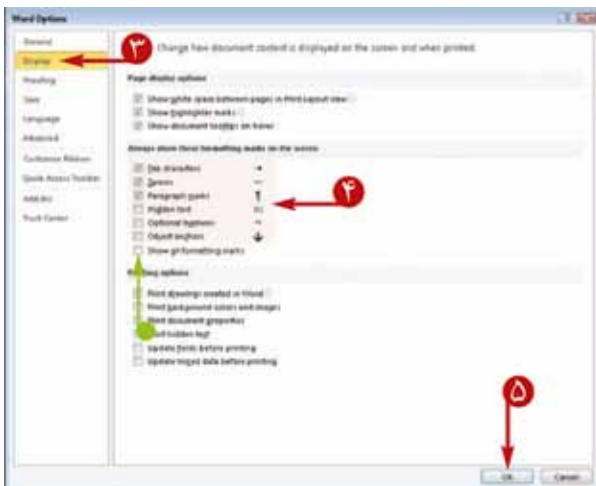 Word Options
General
Display
Proofing
Save
Language
Advanced
Customize Ribbon
Quick Access Toolbar
Add-Ins
Trust Center
۳
Change how document content is displayed on the screen and when printed.
Page display options
Show white space between pages in Print Layout view
Show highlighter marks
Show document tooltips on hover
Always show these formatting marks on the screen
Tab characters
Spaces
Paragraph marks ¶
Hidden text
Optional hyphens
Object anchors
Show all formatting marks
۴
Printing options
Print drawings created in Word
Print background colors and images
Print document properties
Print hidden text
Update fields before printing
Update linked data before printing
۵
OK
Cancel